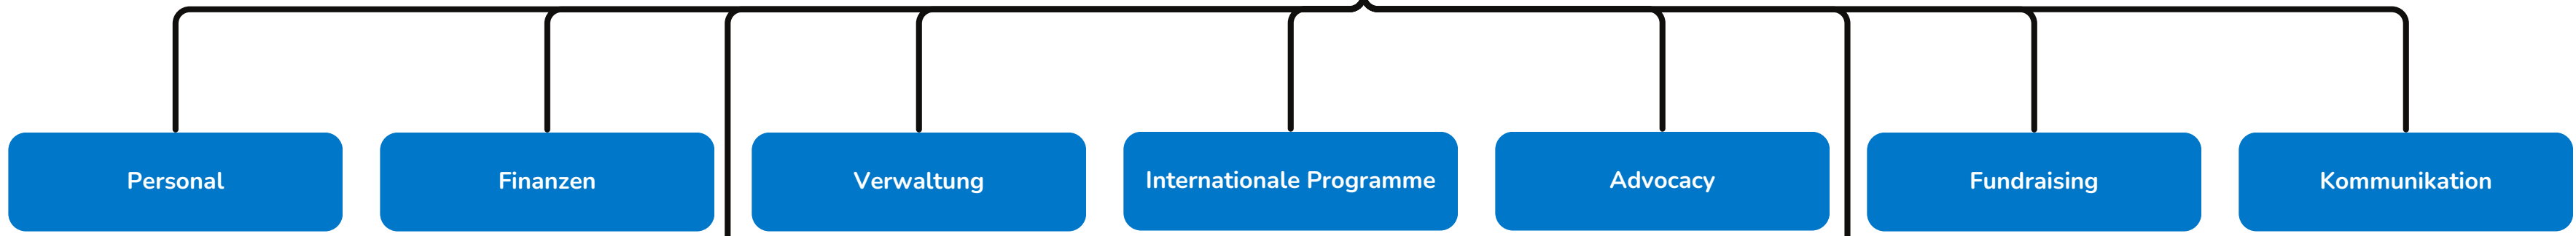 Personal
Finanzen
Verwaltung
Internationale Programme
Advocacy
Fundraising
Kommunikation